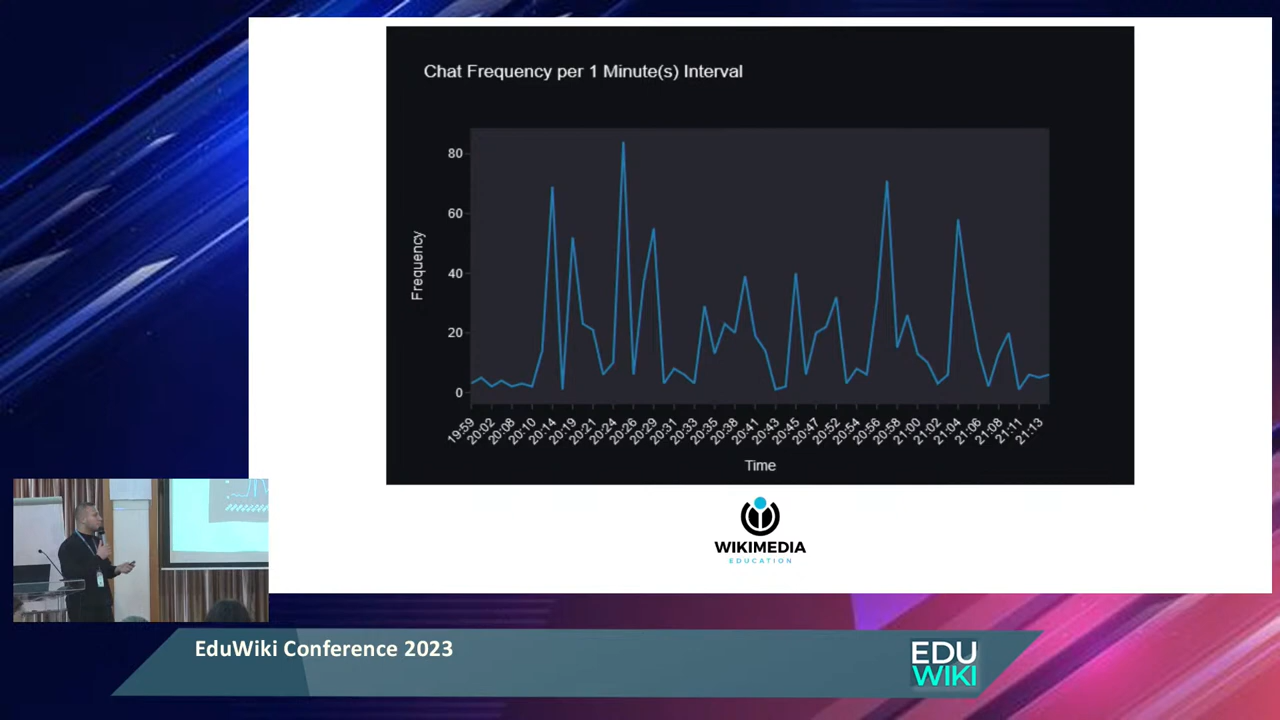 Chat Frequency per 1 Minute(s) Interval
80
60
40
20
0
Frequency
19:59 20:02 20:08 20:10 20:14 20:19 20:21 20:24 20:26 20:29 20:31 20:33 20:35 20:38 20:41 20:43 20:45 20:47 20:52 20:54 20:56 20:58 21:00 21:02 21:04 21:06 21:08 21:11 21:13
Time
WIKIMEDIA
EDUCATION
EduWiki Conference 2023
EDU
WIKI